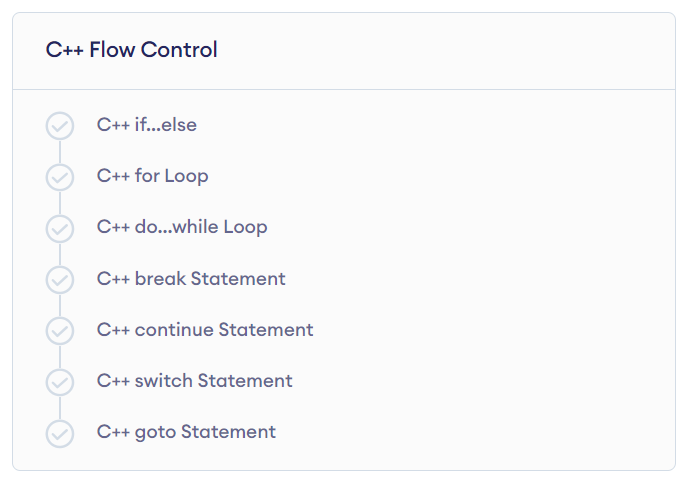 C++ Flow Control
C++ if...else
C++ for Loop
C++ do...while Loop
C++ break Statement
C++ continue Statement
C++ switch Statement
C++ goto Statement